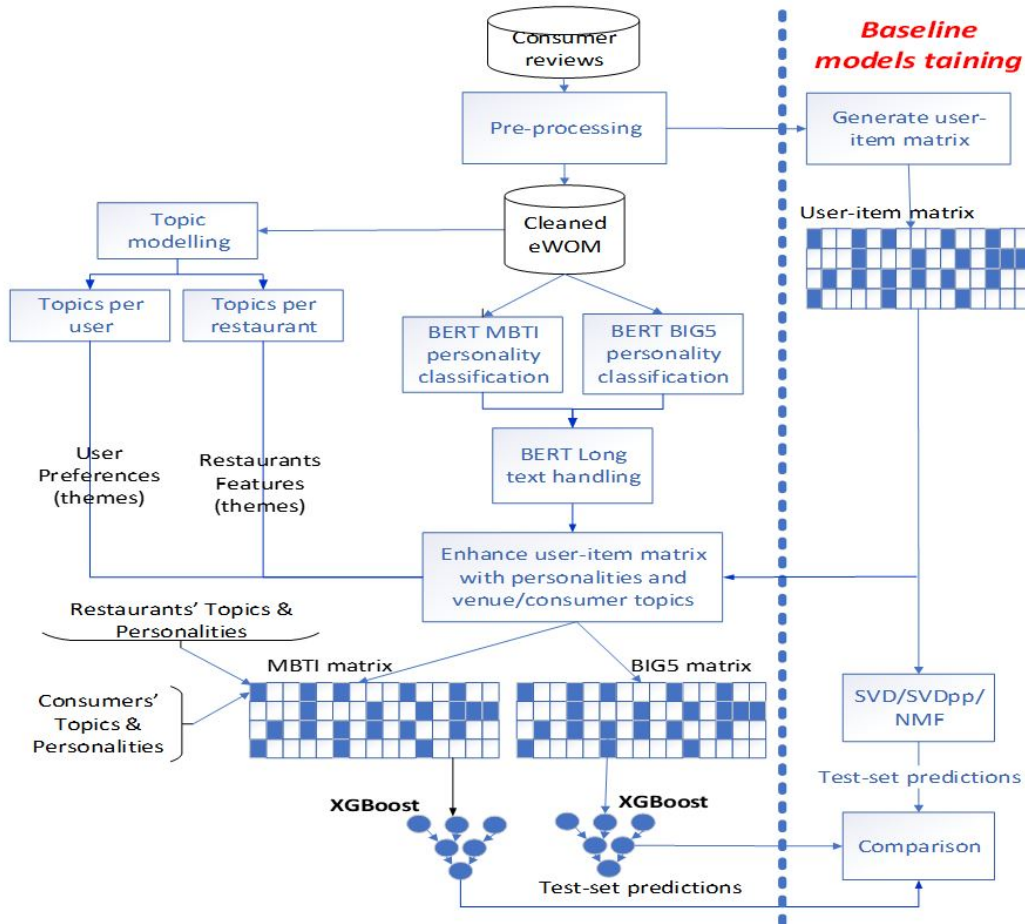 Consumer
reviews
Baseline
models taining
Pre-processing
Generate user-
item matrix
Cleaned
eWOM
Topic
modelling
User-item matrix
Topics per
user
Topics per
restaurant
BERT MBTI
personality
classification
BERT BIG5
personality
classification
BERT Long
text handling
User
Preferences
(themes)
Restaurants
Features
(themes)
Enhance user-item matrix
with personalities and
venue/consumer topics
Restaurants' Topics &
Personalities
MBTI matrix
BIG5 matrix
Consumers'
Topics &
Personalities
SVD/SVDpp/
NMF
Test-set predictions
XGBoost
XGBoost
Comparison
Test-set predictions